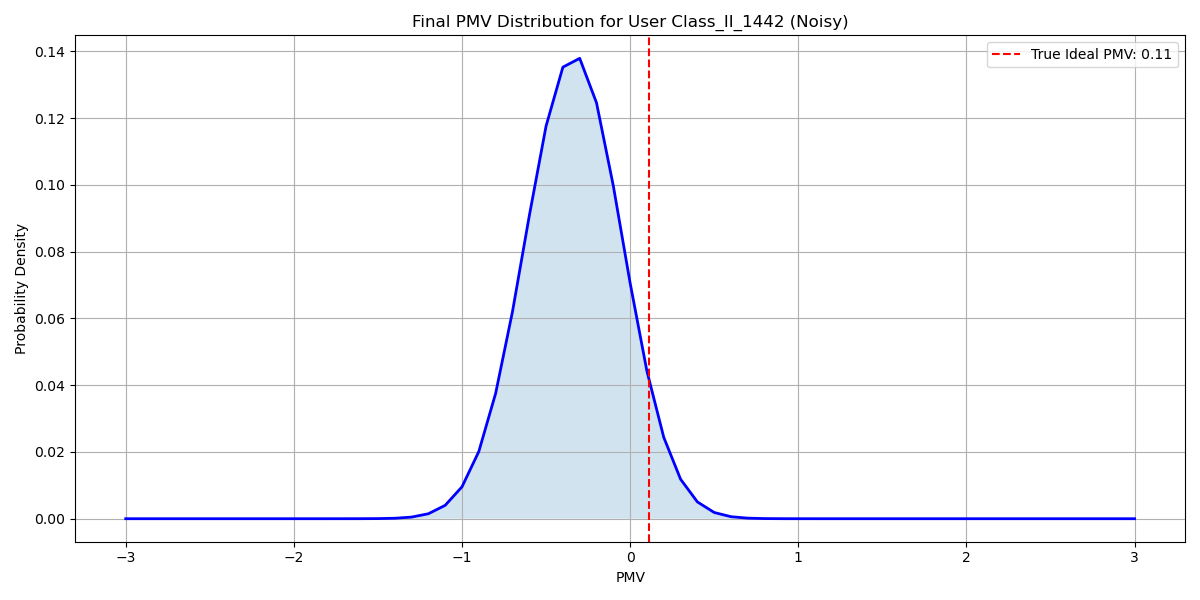 Final PMV Distribution for User Class_II_1442 (Noisy)
True Ideal PMV: 0.11
Probability Density
0.14
0.12
0.10
0.08
0.06
0.04
0.02
0.00
−3 −2 −1 0 1 2 3
PMV